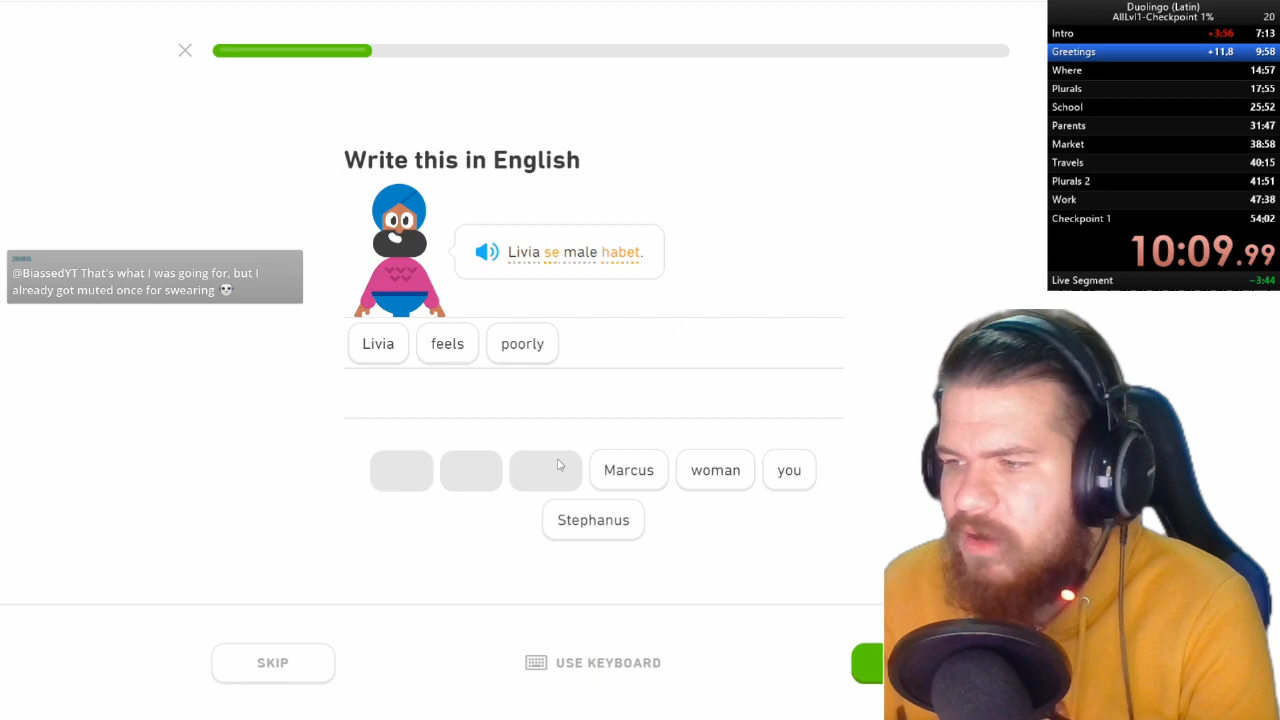 Duolingo (Latin)
AllLvl1-Checkpoint 1% 20
Intro +3:56 7:13
Greetings +11,8 9:58
Where 14:57
Plurals 17:55
School 25:52
Parents 31:47
Market 38:58
Travels 40:15
Plurals 2 41:51
Work 47:38
Checkpoint 1 54:02
10:09.99
Live Segment −3:44
Write this in English
Livia se male habet.
@BiassedYT That's what I was going for, but I
already got muted once for swearing 💀
Livia feels poorly
Marcus woman you
Stephanus
SKIP USE KEYBOARD